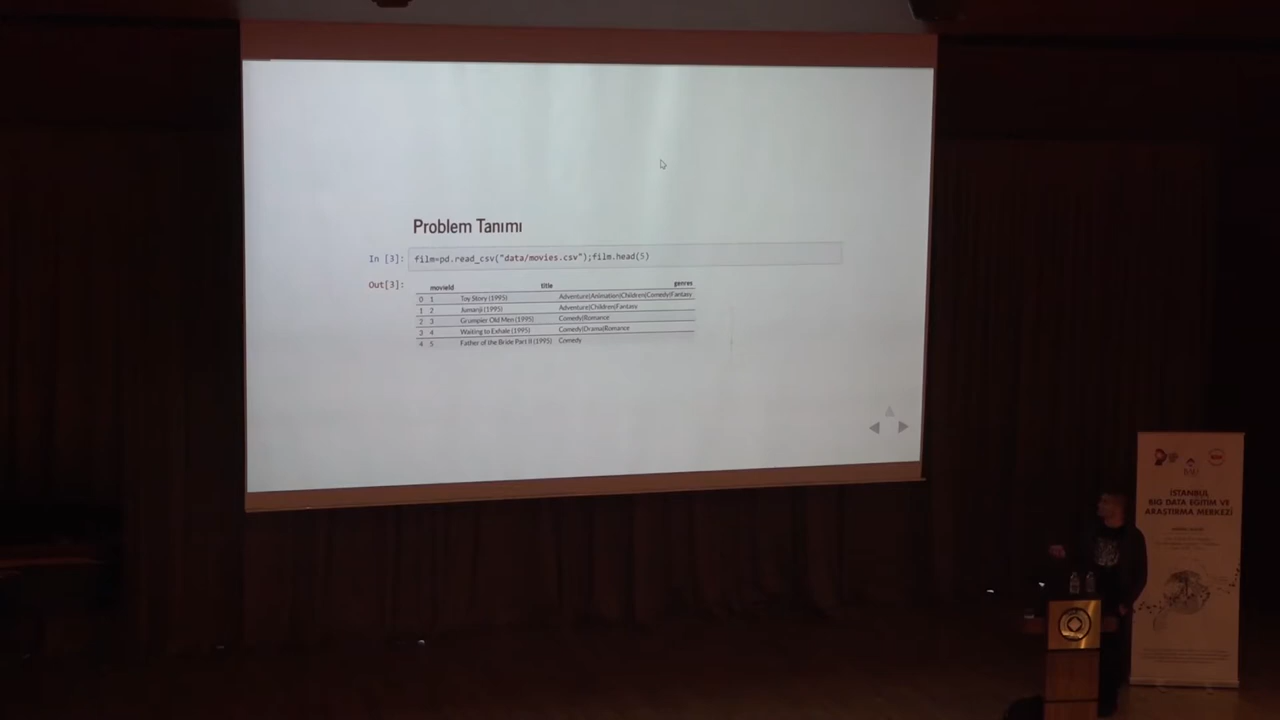 Problem Tanımı
In [3]: film=pd.read_csv("data/movies.csv");film.head(5)
Out[3]:
movieId title genres
0 1 Toy Story (1995) Adventure|Animation|Children|Comedy|Fantasy
1 2 Jumanji (1995) Adventure|Children|Fantasy
2 3 Grumpier Old Men (1995) Comedy|Romance
3 4 Waiting to Exhale (1995) Comedy|Drama|Romance
4 5 Father of the Bride Part II (1995) Comedy
BAU
İSTANBUL
BIG DATA EĞİTİM VE
ARAŞTIRMA MERKEZİ